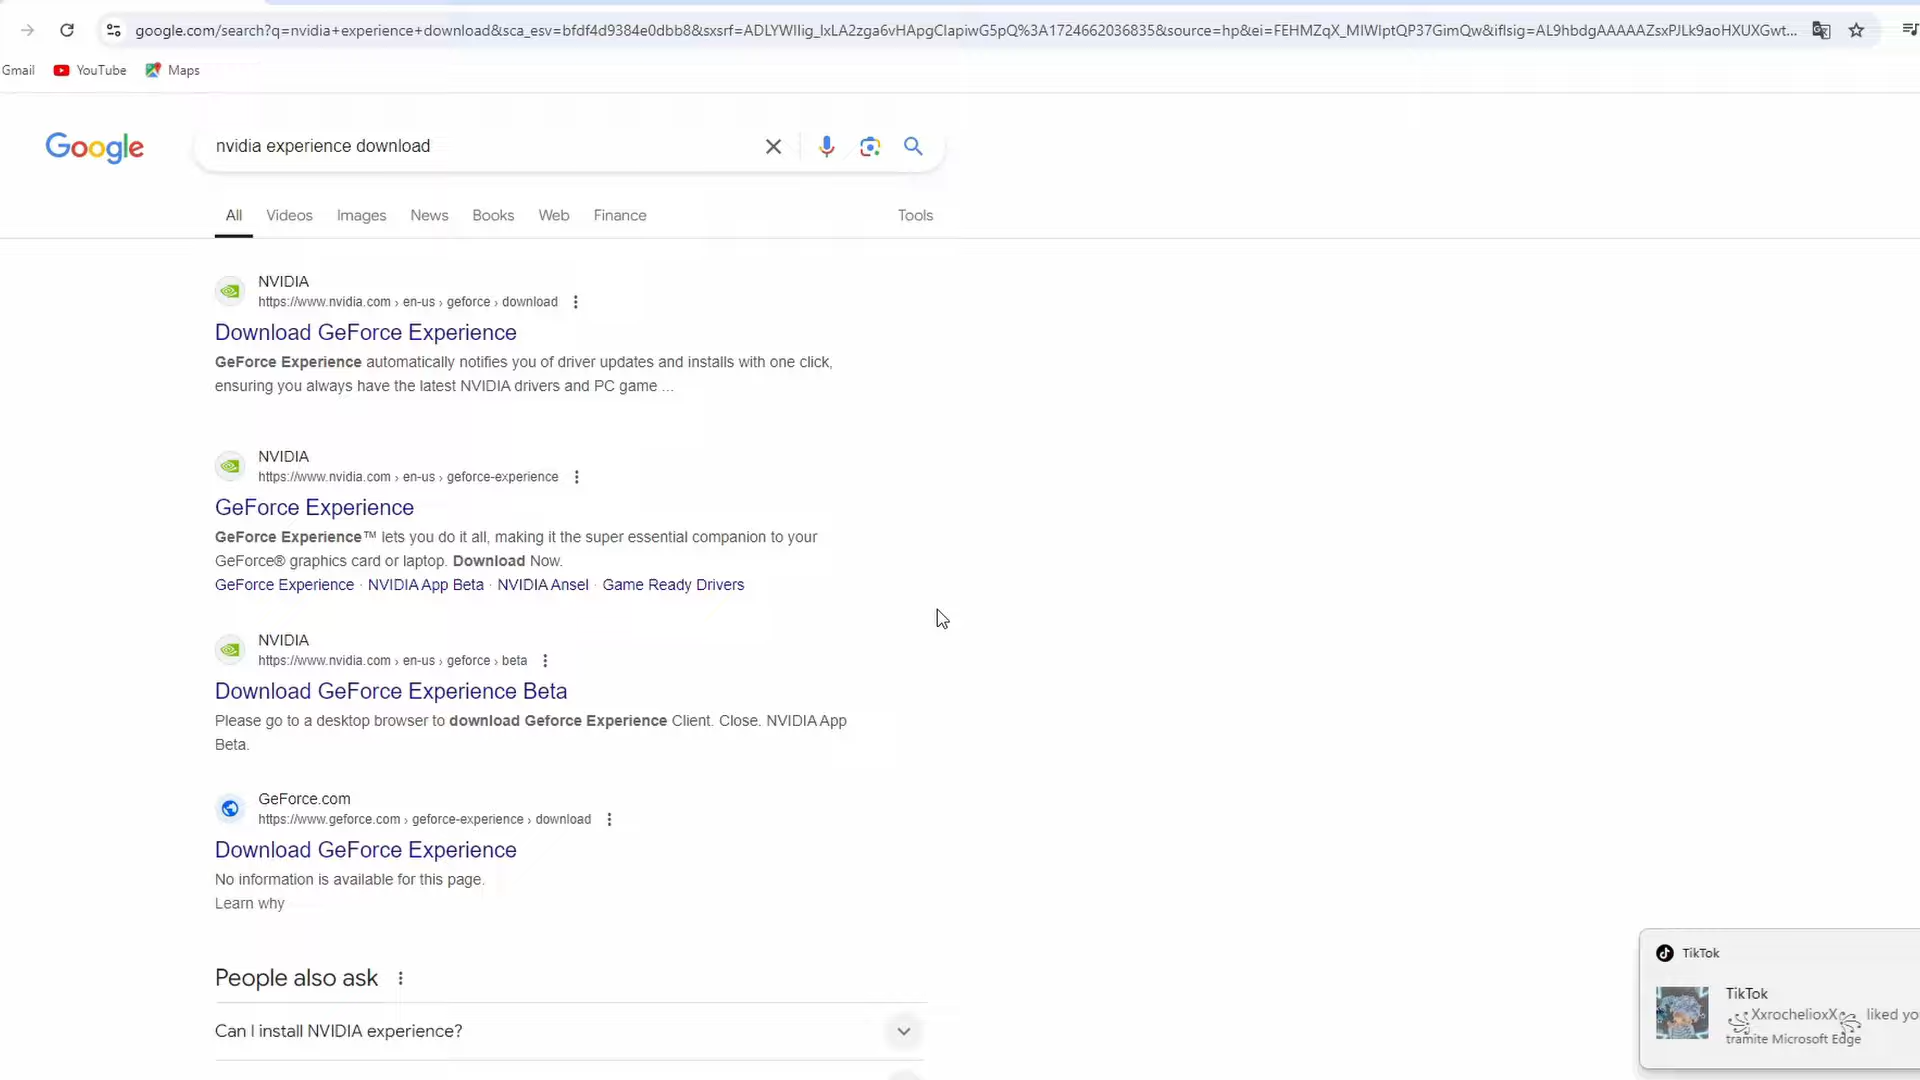 google.com/search?q=nvidia+experience+download&sca_esv=bfdf4d9384e0dbb8&sxsrf=ADLYWIIig_IxLA2zga6vHApgCIapiwG5pQ%3A1724662036835&source=hp&ei=FEHMZqX_MIWIptQP37GimQw&iflsig=AL9hbdgAAAAAZsxPJLk9aoHXUXGwt...
Gmail YouTube Maps
Google nvidia experience download
All Videos Images News Books Web Finance Tools
NVIDIA
https://www.nvidia.com › en-us › geforce › download
Download GeForce Experience
GeForce Experience automatically notifies you of driver updates and installs with one click,
ensuring you always have the latest NVIDIA drivers and PC game ...
NVIDIA
https://www.nvidia.com › en-us › geforce-experience
GeForce Experience
GeForce Experience™ lets you do it all, making it the super essential companion to your
GeForce® graphics card or laptop. Download Now.
GeForce Experience · NVIDIA App Beta · NVIDIA Ansel · Game Ready Drivers
NVIDIA
https://www.nvidia.com › en-us › geforce › beta
Download GeForce Experience Beta
Please go to a desktop browser to download Geforce Experience Client. Close. NVIDIA App
Beta.
GeForce.com
https://www.geforce.com › geforce-experience › download
Download GeForce Experience
No information is available for this page.
Learn why
People also ask
Can I install NVIDIA experience?
TikTok
TikTok
XxrochelioxX liked yo
tramite Microsoft Edge